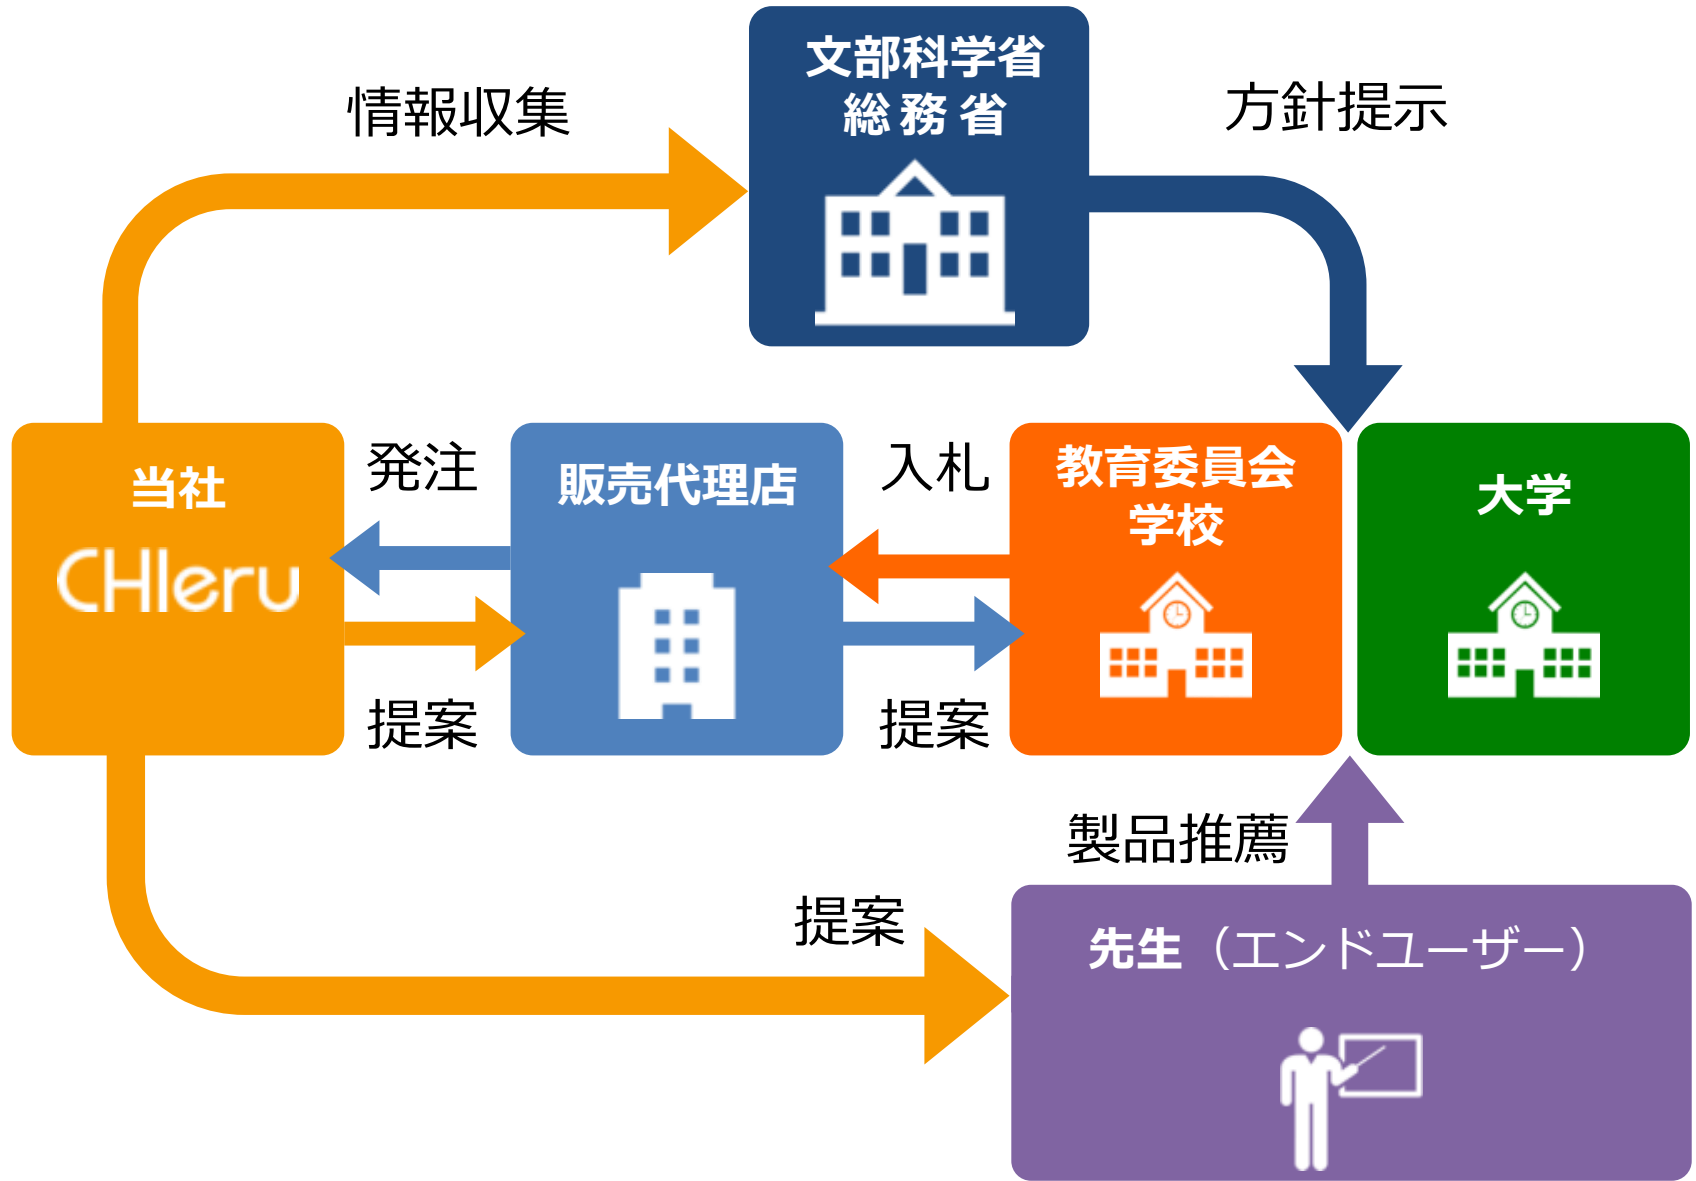 文部科学省
総務省
情報収集
方針提示
当社
CHIeru
発注
提案
販売代理店
入札
提案
教育委員会
学校
大学
製品推薦
提案
先生（エンドユーザー）